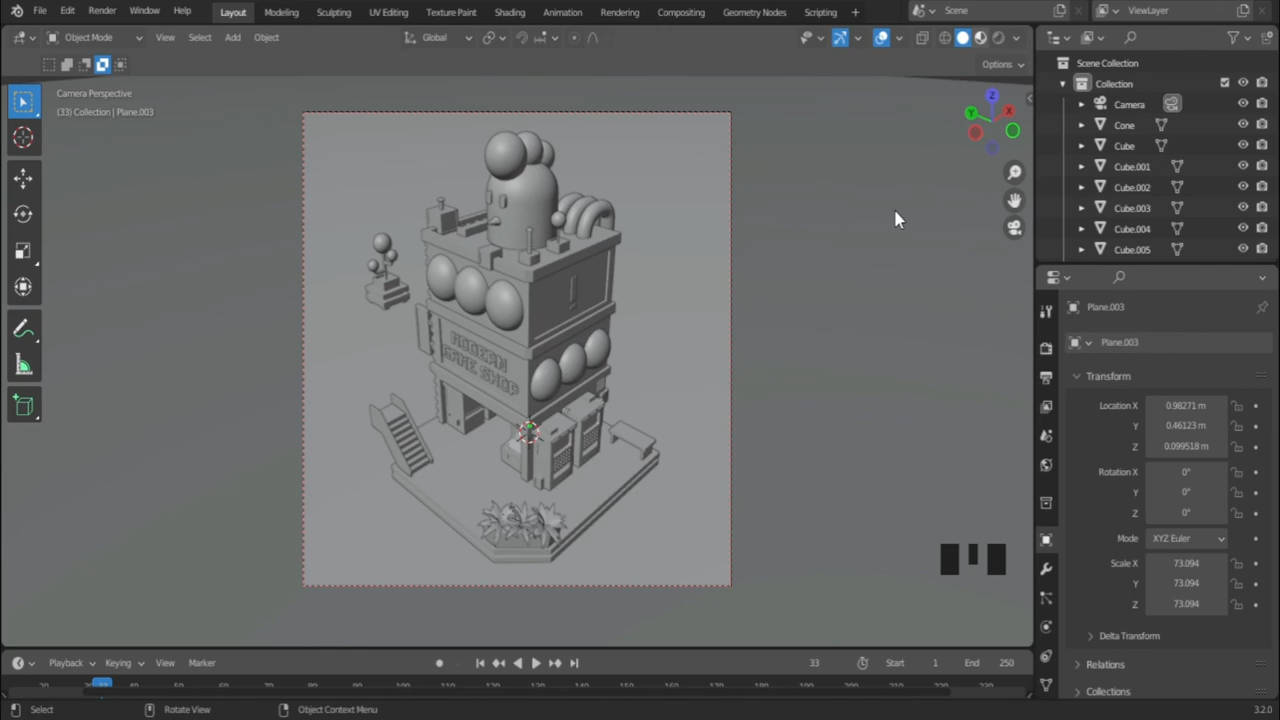 File Edit Render Window Help Layout Modeling Sculpting UV Editing Texture Paint Shading Animation Rendering Compositing Geometry Nodes Scripting + Scene ViewLayer
Object Mode View Select Add Object Global
Options
Camera Perspective
(33) Collection | Plane.003
Z
Y
X
MODERN
CAFE SHOP
Scene Collection
Collection
Camera
Cone
Cube
Cube.001
Cube.002
Cube.003
Cube.004
Cube.005
Plane.003
Plane.003
Transform
Location X 0.98271 m
Y 0.46123 m
Z 0.099518 m
Rotation X 0°
Y 0°
Z 0°
Mode XYZ Euler
Scale X 73.094
Y 73.094
Z 73.094
Delta Transform
Relations
Collections
Playback Keying View Marker 33 Start 1 End 250
Select Rotate View Object Context Menu 3.2.0